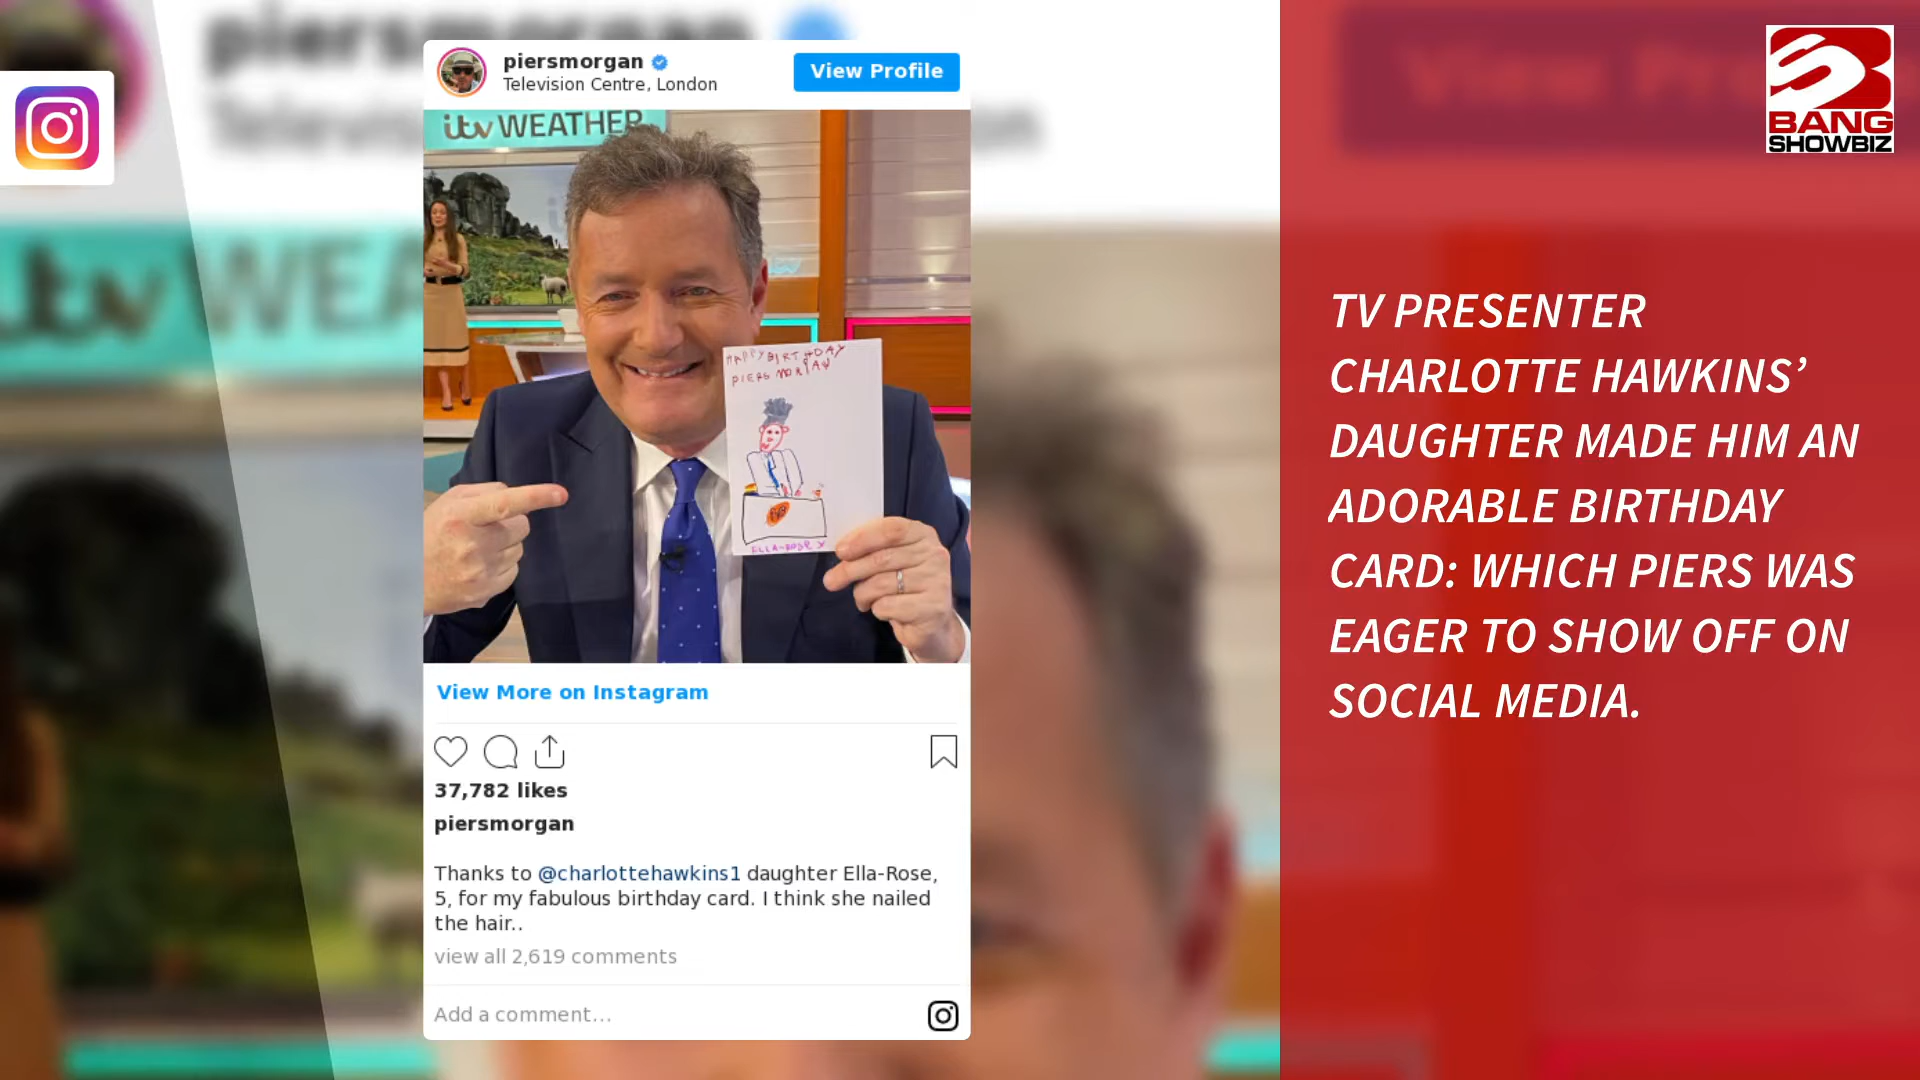 piersmorgan
Television Centre, London
View Profile
itv WEATHER
HAPPY BIRTHDAY
PIERS MORGAN
ELLA-ROSE X
View More on Instagram
37,782 likes
piersmorgan
Thanks to @charlottehawkins1 daughter Ella-Rose,
5, for my fabulous birthday card. I think she nailed
the hair..
view all 2,619 comments
Add a comment...
BANG
SHOWBIZ
TV PRESENTER
CHARLOTTE HAWKINS’
DAUGHTER MADE HIM AN
ADORABLE BIRTHDAY
CARD: WHICH PIERS WAS
EAGER TO SHOW OFF ON
SOCIAL MEDIA.